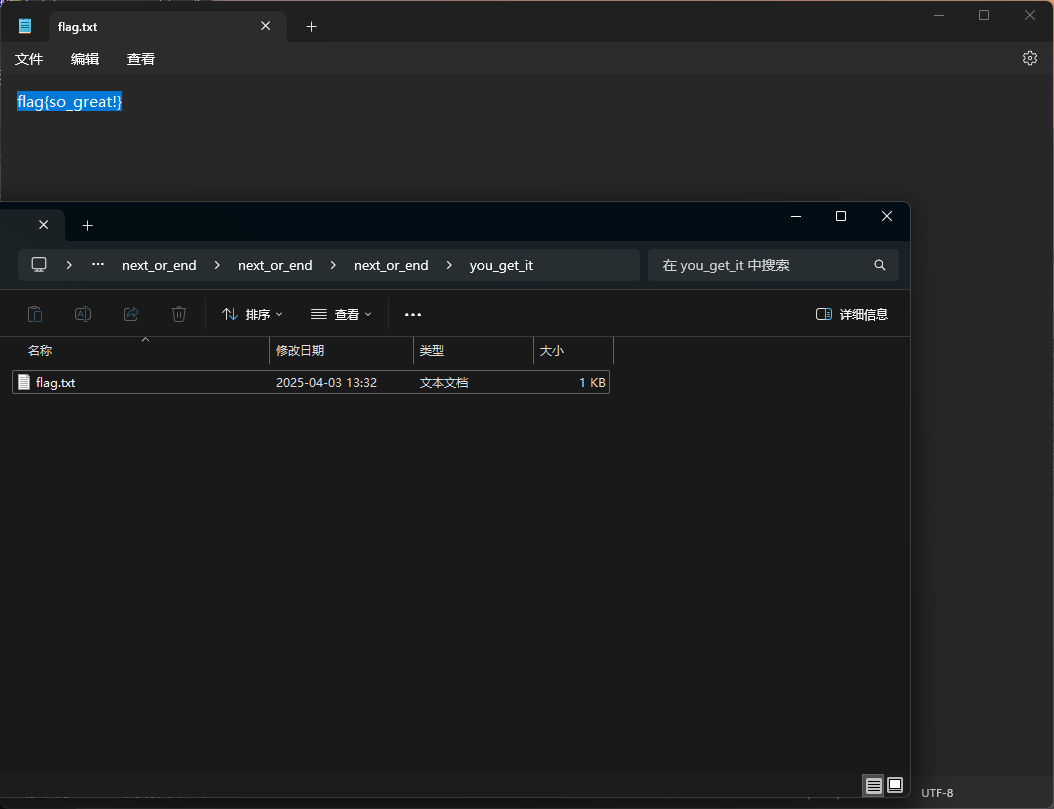 flag.txt
文件 编辑 查看
flag{so_great!}
next_or_end next_or_end next_or_end you_get_it 在 you_get_it 中搜索
排序 查看 详细信息
名称 修改日期 类型 大小
flag.txt 2025-04-03 13:32 文本文档 1 KB
UTF-8